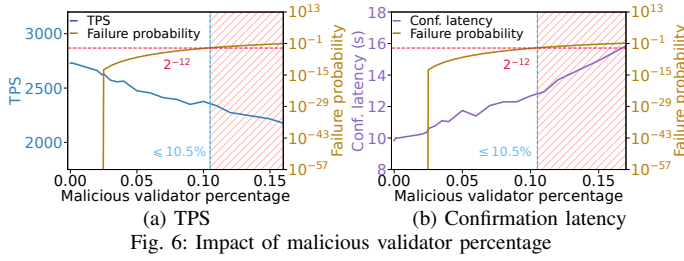 TPS
Failure probability
3000
2500
2000
TPS
10^13
10^-1
10^-15
10^-29
10^-43
10^-57
Failure probability
2^-12
⩽ 10.5%
0.00 0.05 0.10 0.15
Malicious validator percentage
(a) TPS
Conf. latency
Failure probability
18
16
14
12
10
8
Conf. latency (s)
10^13
10^-1
10^-15
10^-29
10^-43
10^-57
Failure probability
2^-12
≤ 10.5%
0.00 0.05 0.10 0.15
Malicious validator percentage
(b) Confirmation latency
Fig. 6: Impact of malicious validator percentage